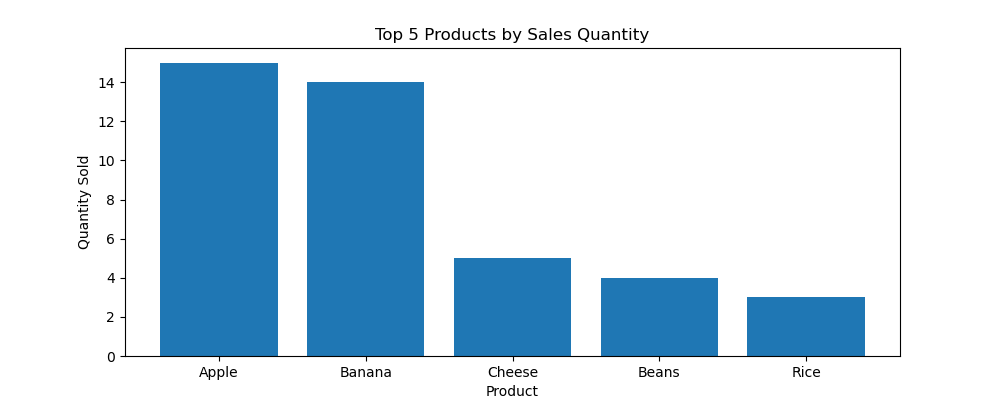 Top 5 Products by Sales Quantity
Quantity Sold
14
12
10
8
6
4
2
0
Apple Banana Cheese Beans Rice
Product